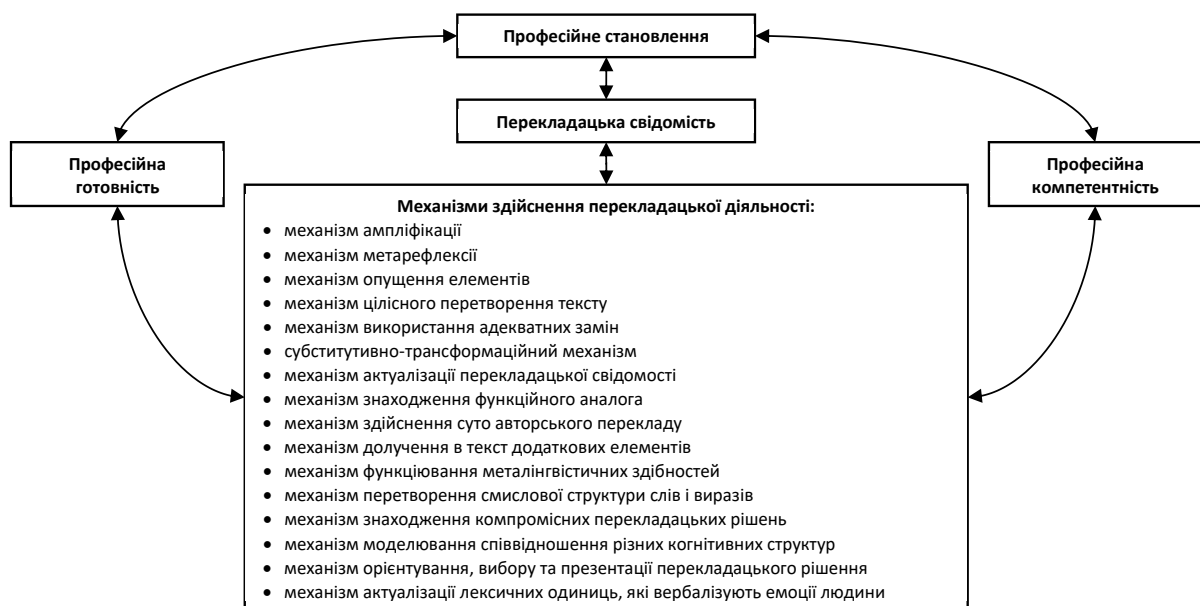 Професійне становлення
Перекладацька свідомість
Професійна
готовність
Професійна
компетентність
Механізми здійснення перекладацької діяльності:
• механізм ампліфікації
• механізм метарефлексії
• механізм опущення елементів
• механізм цілісного перетворення тексту
• механізм використання адекватних замін
• субститутивно-трансформаційний механізм
• механізм актуалізації перекладацької свідомості
• механізм знаходження функційного аналога
• механізм здійснення суто авторського перекладу
• механізм долучення в текст додаткових елементів
• механізм функціювання металінгвістичних здібностей
• механізм перетворення смислової структури слів і виразів
• механізм знаходження компромісних перекладацьких рішень
• механізм моделювання співвідношення різних когнітивних структур
• механізм орієнтування, вибору та презентації перекладацького рішення
• механізм актуалізації лексичних одиниць, які вербалізують емоції людини